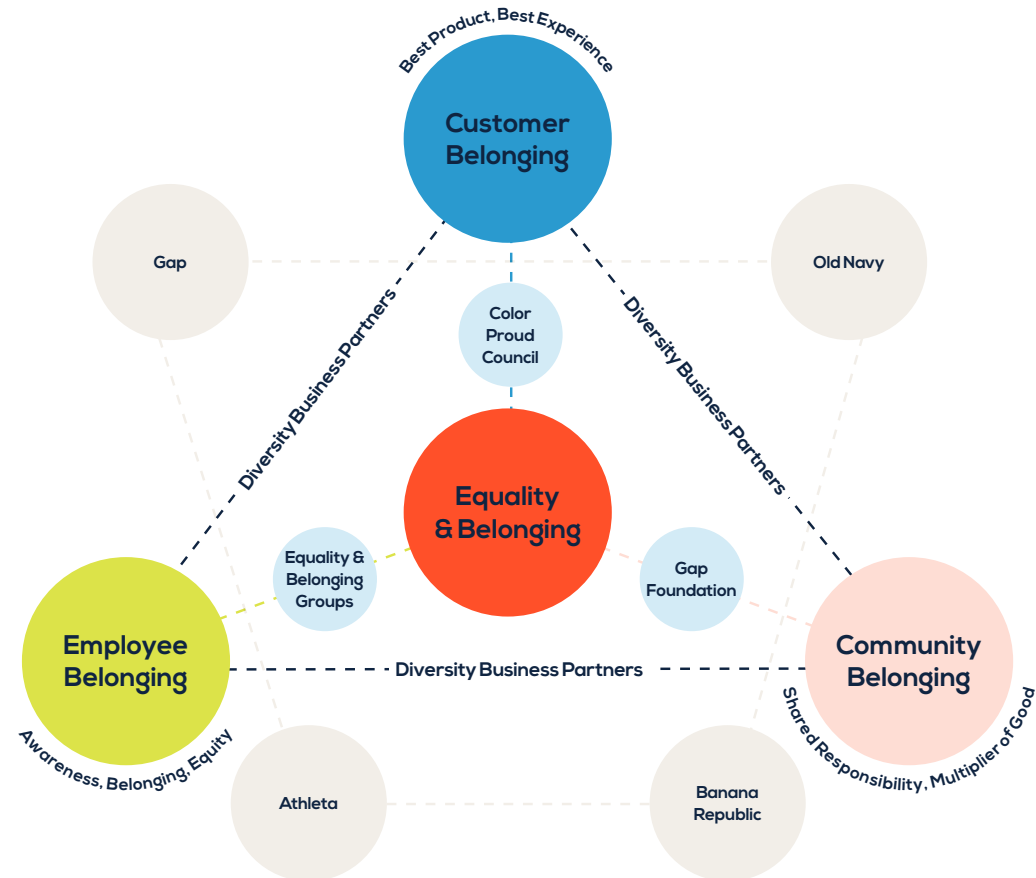 Best Product, Best Experience
Customer
Belonging
Gap
Old Navy
Color
Proud
Council
Diversity Business Partners
Diversity Business Partners
Equality
& Belonging
Equality &
Belonging
Groups
Gap
Foundation
Employee
Belonging
Diversity Business Partners
Community
Belonging
Awareness, Belonging, Equity
Shared Responsibility, Multiplier of Good
Athleta
Banana
Republic